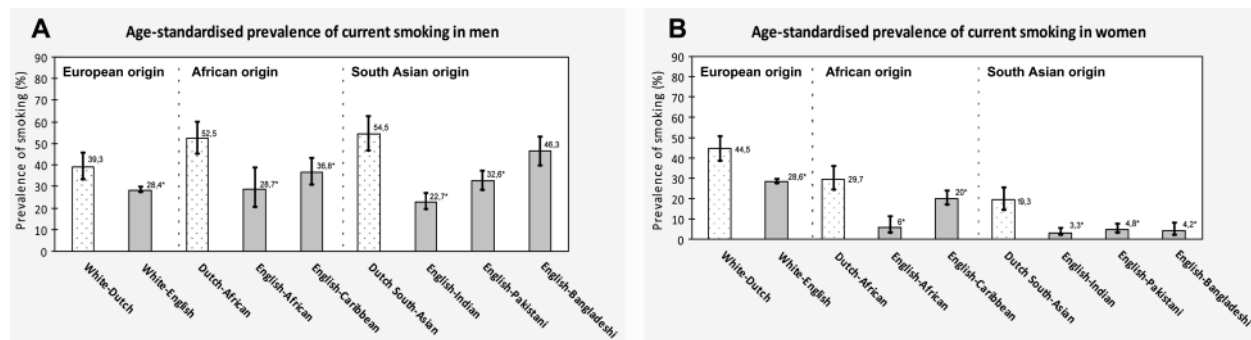 A
Age-standardised prevalence of current smoking in men
Prevalence of smoking (%)
90
80
70
60
50
40
30
20
10
0
European origin
African origin
South Asian origin
39,3
28,4*
52,5
28,7*
36,8*
54,5
22,7*
32,6*
46,3
White-Dutch
White-English
Dutch-African
English-African
English-Caribbean
Dutch South-Asian
English-Indian
English-Pakistani
English-Bangladeshi
B
Age-standardised prevalence of current smoking in women
Prevalence of smoking (%)
90
80
70
60
50
40
30
20
10
0
European origin
African origin
South Asian origin
44,5
28,6*
29,7
6*
20*
19,3
3,3*
4,8*
4,2*
White-Dutch
White-English
Dutch-African
English-African
English-Caribbean
Dutch South-Asian
English-Indian
English-Pakistani
English-Bangladeshi